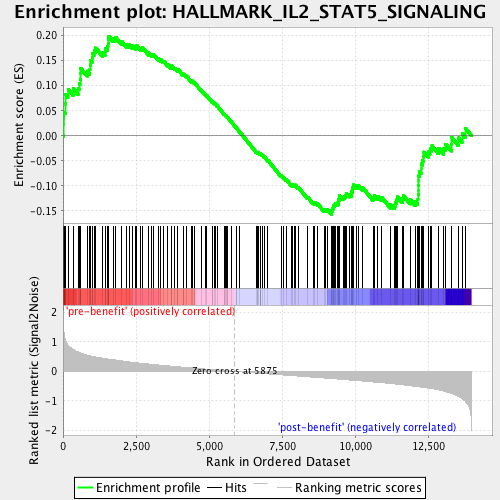 Enrichment plot: HALLMARK_IL2_STAT5_SIGNALING
Enrichment score (ES)
0.20
0.15
0.10
0.05
0.00
-0.05
-0.10
-0.15
Ranked list metric (Signal2Noise)
'pre-benefit' (positively correlated)
2
1
0
-1
-2
Zero cross at 5875
'post-benefit' (negatively correlated)
0
2,500
5,000
7,500
10,000
12,500
Rank in Ordered Dataset
Enrichment profile
Hits
Ranking metric scores